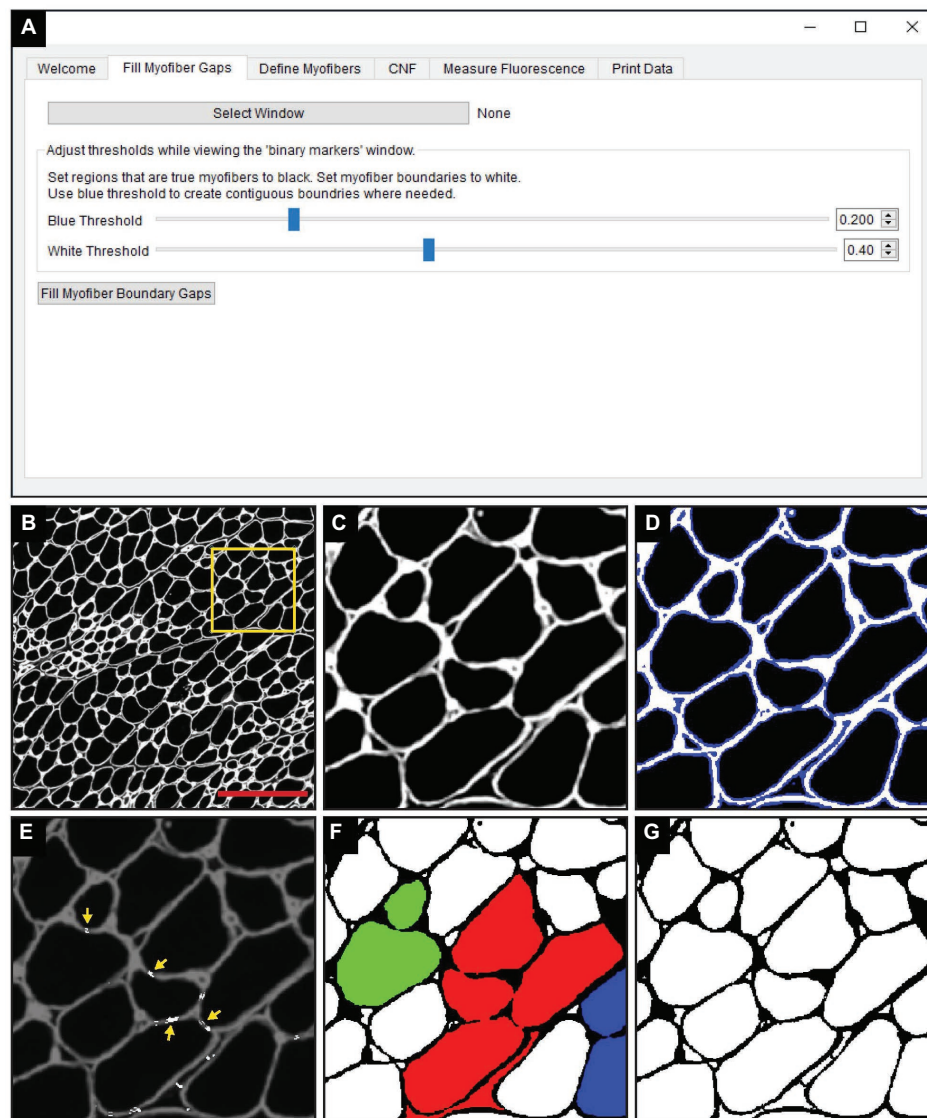 A
Welcome Fill Myofiber Gaps Define Myofibers CNF Measure Fluorescence Print Data
Select Window None
Adjust thresholds while viewing the 'binary markers' window.
Set regions that are true myofibers to black. Set myofiber boundaries to white.
Use blue threshold to create contiguous boundries where needed.
Blue Threshold 0.200
White Threshold 0.40
Fill Myofiber Boundary Gaps
B C D
E F G